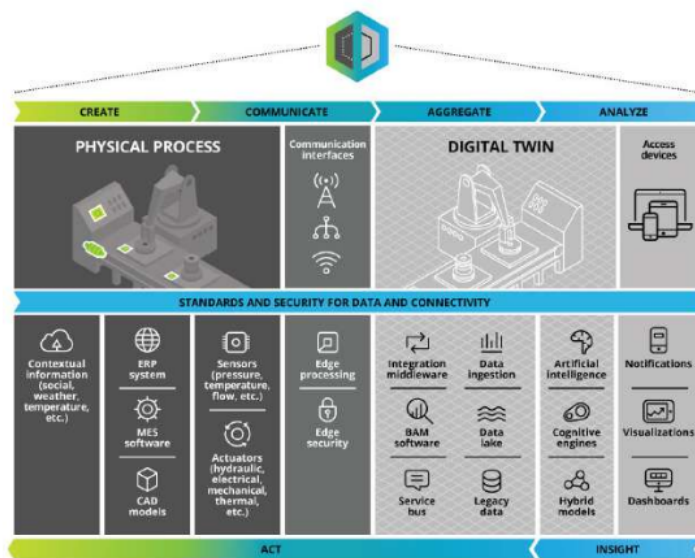 CREATE
COMMUNICATE
AGGREGATE
ANALYZE
PHYSICAL PROCESS
Communication
interfaces
DIGITAL TWIN
Access
devices
STANDARDS AND SECURITY FOR DATA AND CONNECTIVITY
Contextual
information
(social,
weather,
temperature,
etc.)
ERP
system
MES
software
CAD
models
Sensors
(pressure,
temperature,
flow, etc.)
Actuators
(hydraulic,
electrical,
mechanical,
thermal,
etc.)
Edge
processing
Edge
security
Integration
middleware
BAM
software
Service
bus
Data
ingestion
Data
lake
Legacy
data
Artificial
intelligence
Cognitive
engines
Hybrid
models
Notifications
Visualizations
Dashboards
ACT
INSIGHT